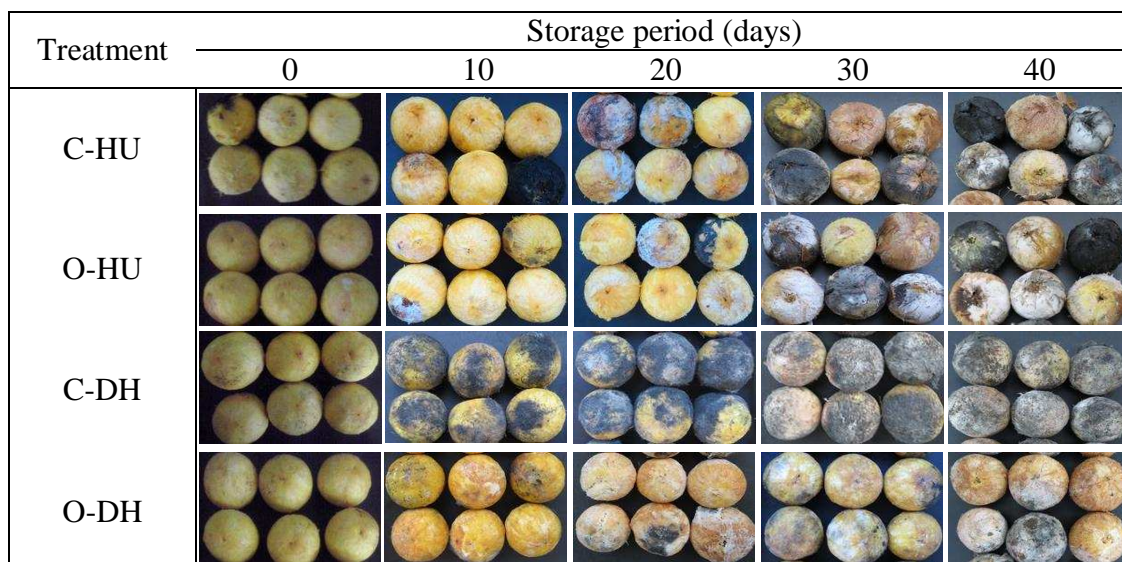 Treatment
Storage period (days)
0 10 20 30 40
C-HU
O-HU
C-DH
O-DH